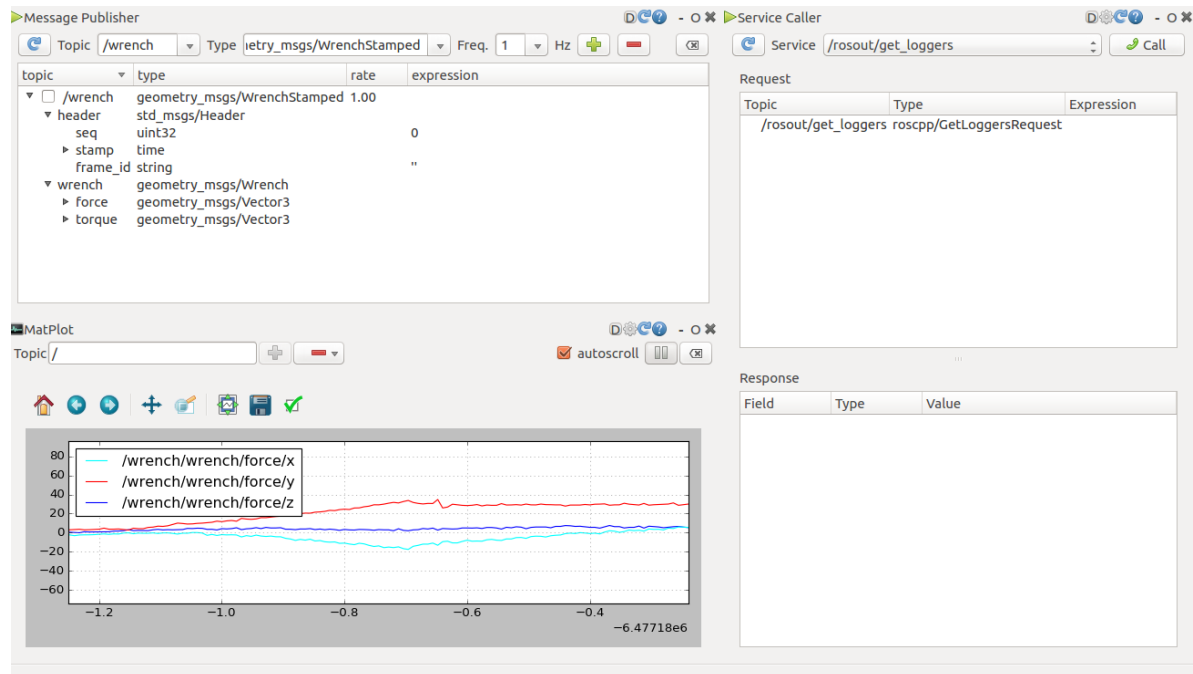 Message Publisher
D - O ✖
Topic /wrench Type ietry_msgs/WrenchStamped Freq. 1 Hz
topic type rate expression
/wrench geometry_msgs/WrenchStamped 1.00
header std_msgs/Header
seq uint32 0
stamp time
frame_id string ''
wrench geometry_msgs/Wrench
force geometry_msgs/Vector3
torque geometry_msgs/Vector3
MatPlot
D - O ✖
Topic / autoscroll
80
60
40
20
0
−20
−40
−60
/wrench/wrench/force/x
/wrench/wrench/force/y
/wrench/wrench/force/z
−1.2 −1.0 −0.8 −0.6 −0.4
−6.47718e6
Service Caller
D - O ✖
Service /rosout/get_loggers Call
Request
Topic Type Expression
/rosout/get_loggers roscpp/GetLoggersRequest
Response
Field Type Value